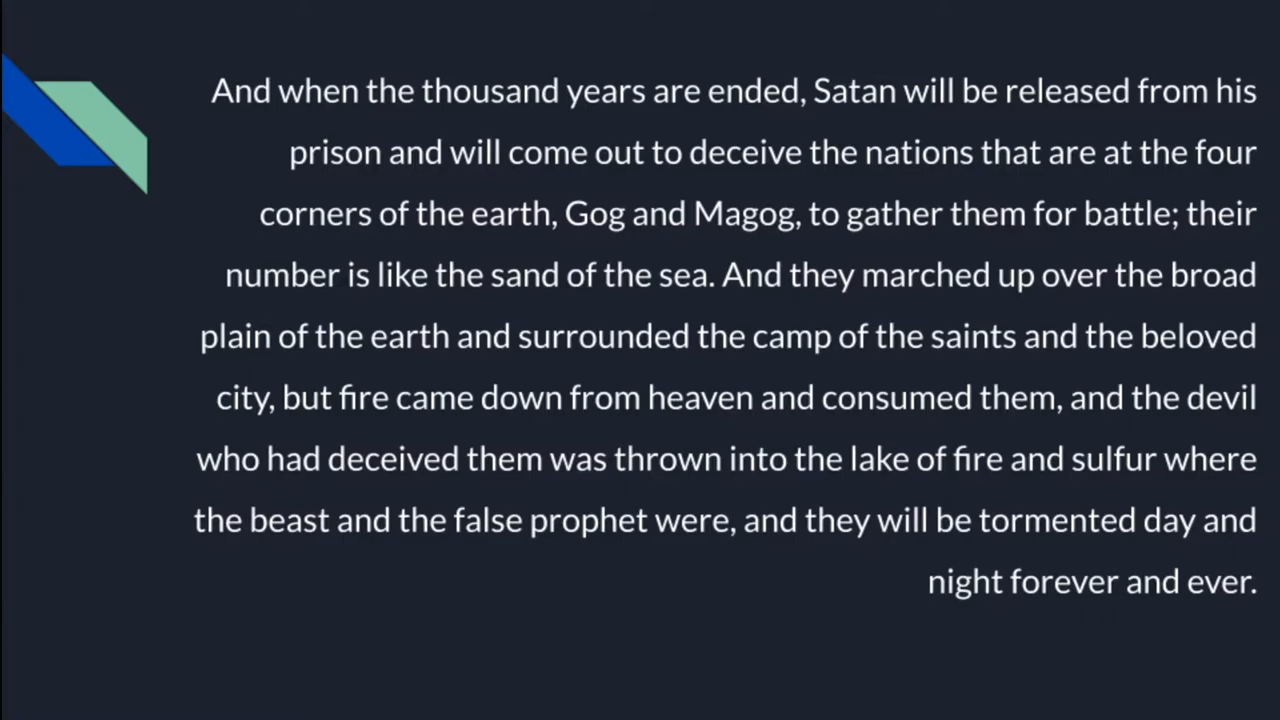 And when the thousand years are ended, Satan will be released from his
prison and will come out to deceive the nations that are at the four
corners of the earth, Gog and Magog, to gather them for battle; their
number is like the sand of the sea. And they marched up over the broad
plain of the earth and surrounded the camp of the saints and the beloved
city, but fire came down from heaven and consumed them, and the devil
who had deceived them was thrown into the lake of fire and sulfur where
the beast and the false prophet were, and they will be tormented day and
night forever and ever.